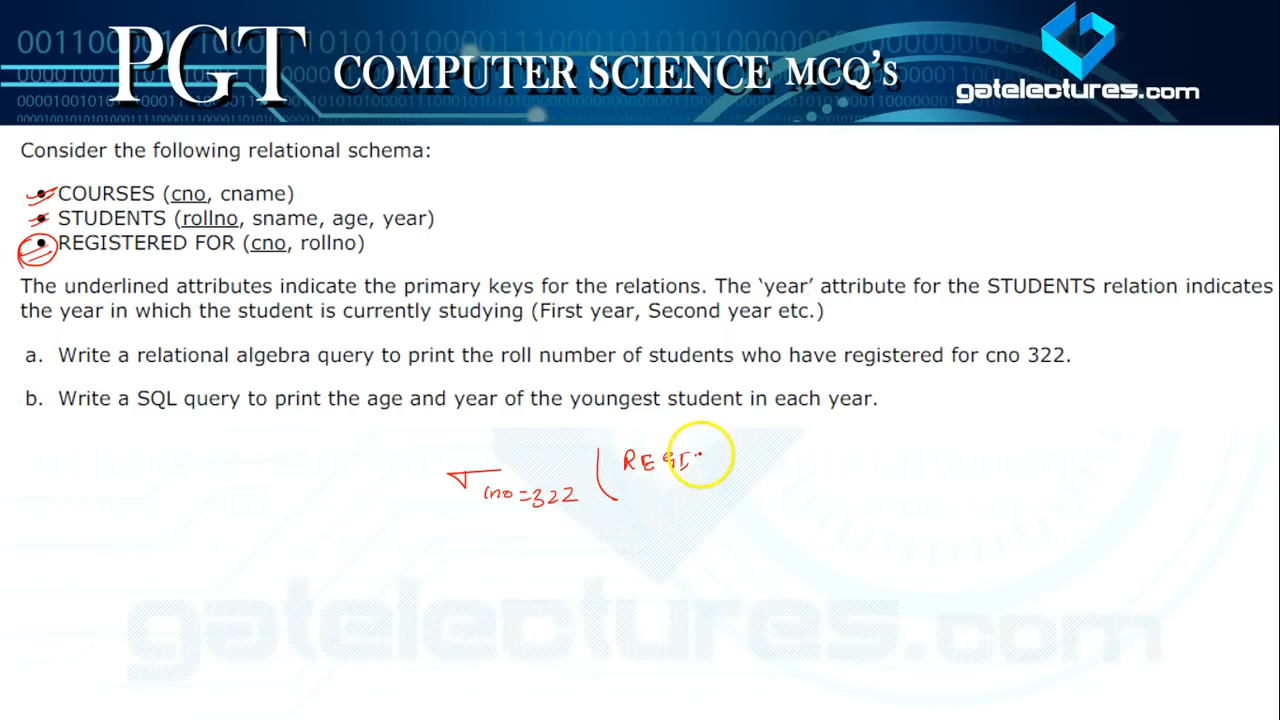 PGT COMPUTER SCIENCE MCQ's
gatelectures.com
Consider the following relational schema:
• COURSES (cno, cname)
• STUDENTS (rollno, sname, age, year)
• REGISTERED FOR (cno, rollno)
The underlined attributes indicate the primary keys for the relations. The 'year' attribute for the STUDENTS relation indicates
the year in which the student is currently studying (First year, Second year etc.)
a. Write a relational algebra query to print the roll number of students who have registered for cno 322.
b. Write a SQL query to print the age and year of the youngest student in each year.
σ cno=322 ( REGI
gatelectures.com